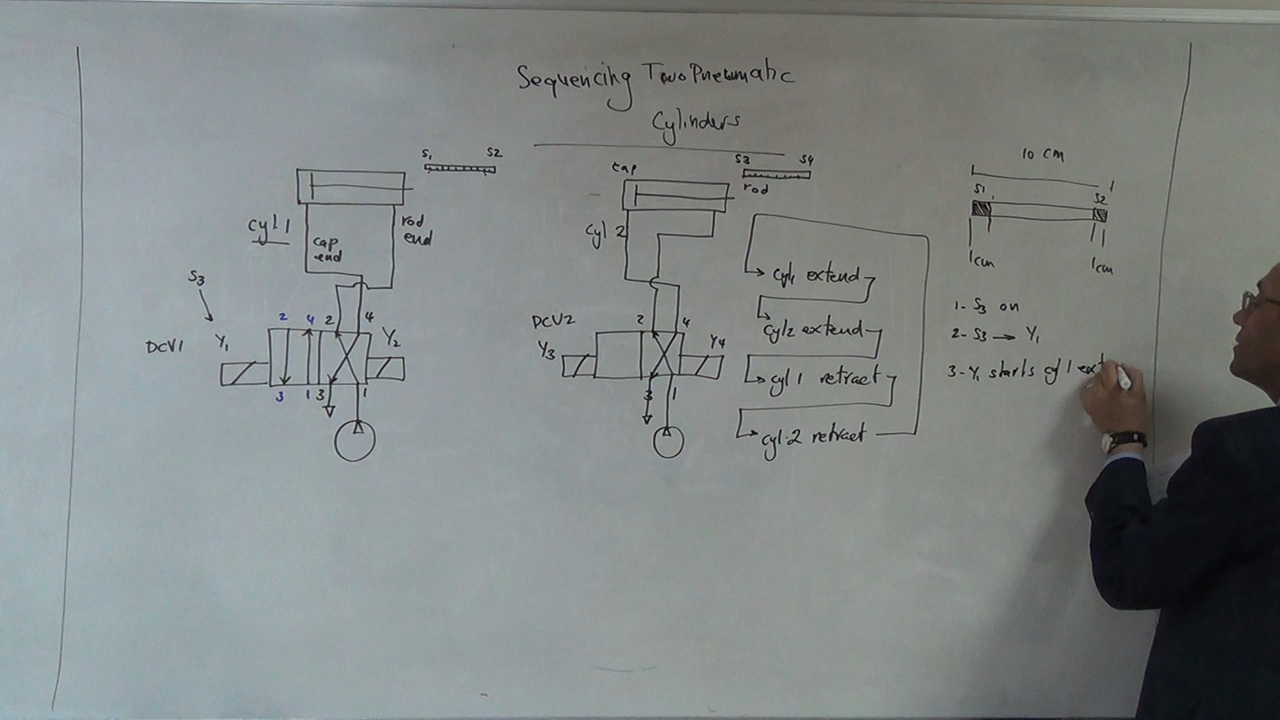 Sequencing Two Pneumatic
Cylinders
S1 S2
Cyl 1
cap
end
rod
end
S3
DCV1
Y1
2 4 2 4
Y2
3 1 3 1
cap
S3 S4
rod
Cyl 2
DCV2
Y3
2 4
Y4
3 1
cyl1 extend
cyl2 extend
cyl 1 retract
cyl.2 retract
10 cm
S1 S2
1cm 1cm
1- S3 on
2- S3 → Y1
3- Y1 starts cyl 1 ext